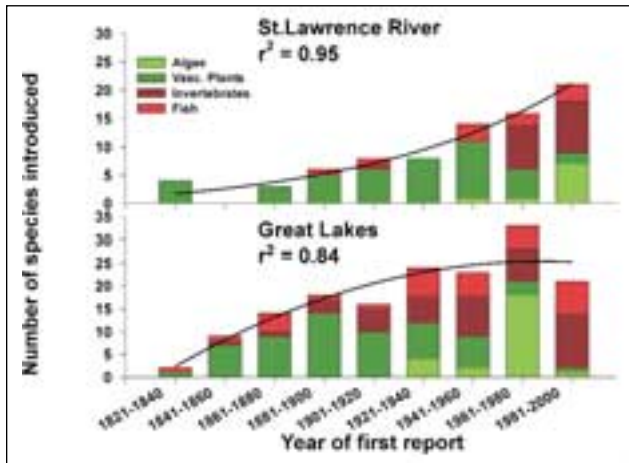 St.Lawrence River
r² = 0.95
Algae
Vasc. Plants
Invertebrates
Fish
30
25
20
15
10
5
0
Number of species introduced
Great Lakes
r² = 0.84
35
30
25
20
15
10
5
0
1821-1840
1841-1860
1861-1880
1881-1900
1901-1920
1921-1940
1941-1960
1961-1980
1981-2000
Year of first report